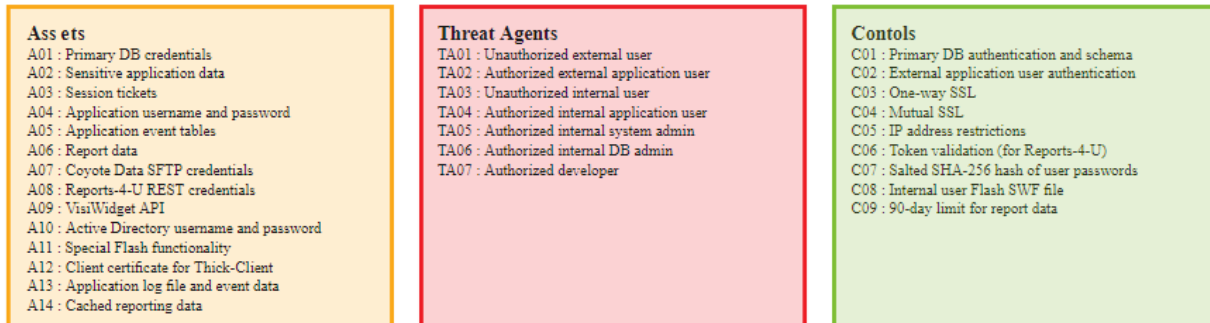 Ass ets
A01 : Primary DB credentials
A02 : Sensitive application data
A03 : Session tickets
A04 : Application username and password
A05 : Application event tables
A06 : Report data
A07 : Coyote Data SFTP credentials
A08 : Reports-4-U REST credentials
A09 : VisiWidget API
A10 : Active Directory username and password
A11 : Special Flash functionality
A12 : Client certificate for Thick-Client
A13 : Application log file and event data
A14 : Cached reporting data
Threat Agents
TA01 : Unauthorized external user
TA02 : Authorized external application user
TA03 : Unauthorized internal user
TA04 : Authorized internal application user
TA05 : Authorized internal system admin
TA06 : Authorized internal DB admin
TA07 : Authorized developer
Contols
C01 : Primary DB authentication and schema
C02 : External application user authentication
C03 : One-way SSL
C04 : Mutual SSL
C05 : IP address restrictions
C06 : Token validation (for Reports-4-U)
C07 : Salted SHA-256 hash of user passwords
C08 : Internal user Flash SWF file
C09 : 90-day limit for report data